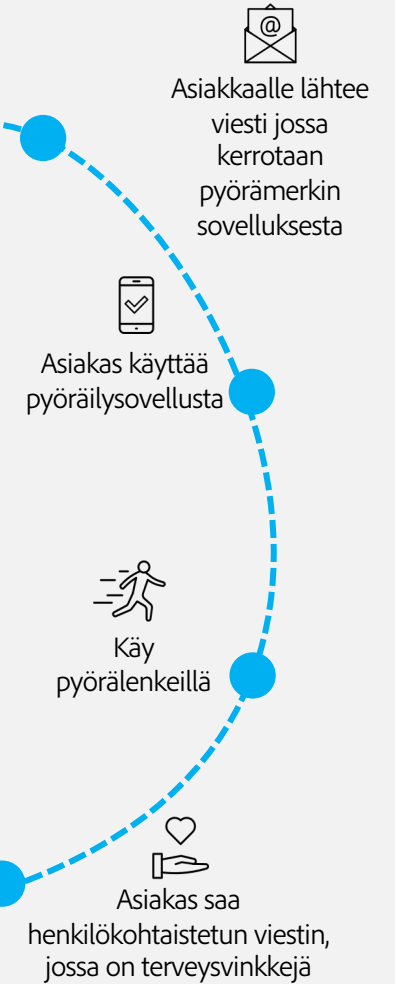 @
Asiakkaalle lähtee
viesti jossa
kerrotaan
pyörämerkin
sovelluksesta
Asiakas käyttää
pyöräilysovellusta
Käy
pyörälenkeillä
Asiakas saa
henkilökohtaistetun viestin,
jossa on terveysvinkkejä